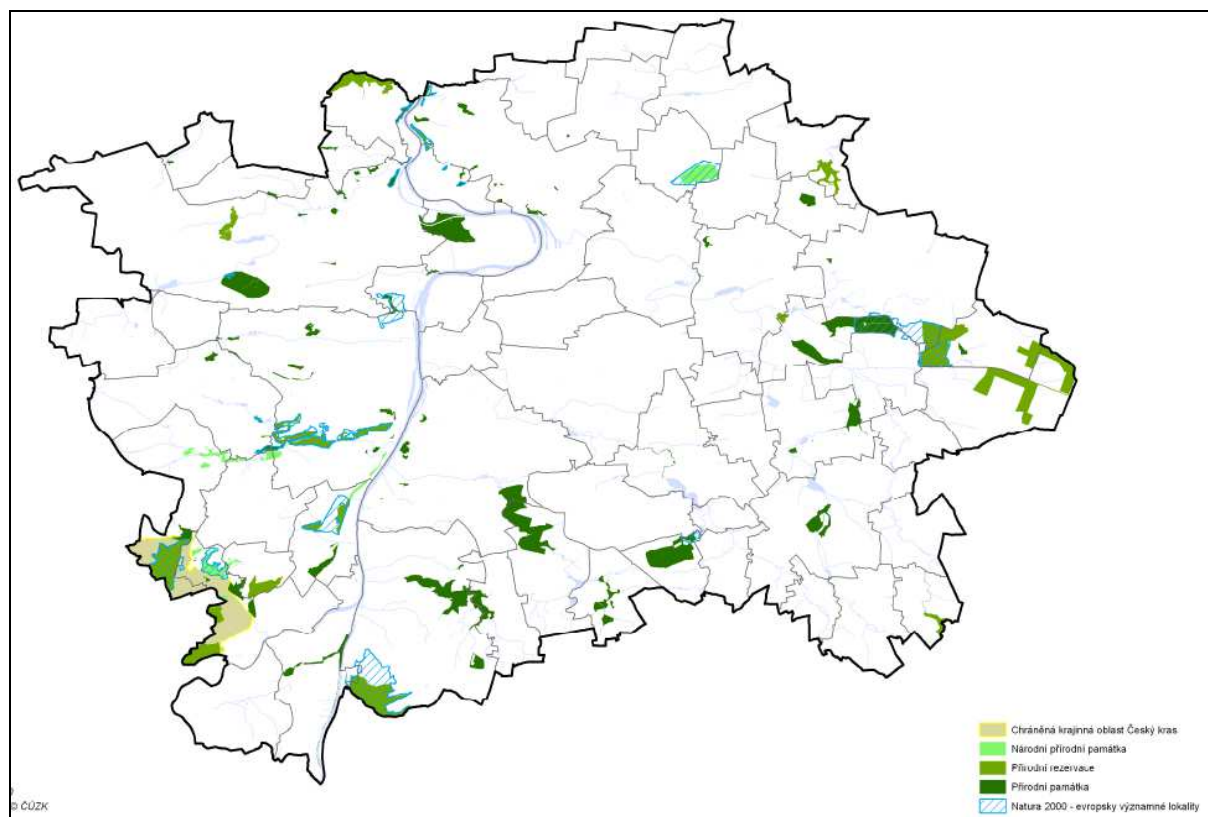 Chráněná krajinná oblast Český kras
Národní přírodní památka
Přírodní rezervace
Přírodní památka
Natura 2000 - evropsky významné lokality
© ČÚZK